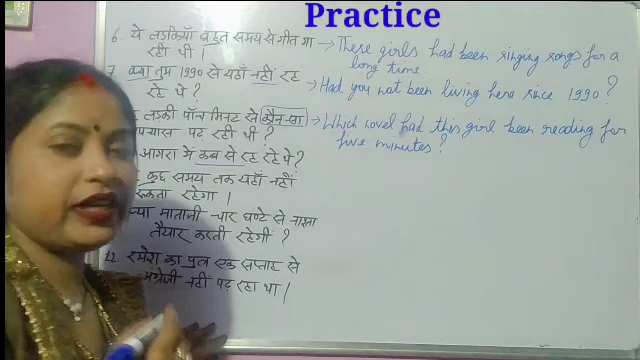 Practice
6. ये लड़कियाँ बहुत समय से गीत गा
रही थी । → These girls had been singing songs for a
long time.
7. क्या तुम 1990 से यहाँ नहीं रह
रहे थे ? → Had you not been living here since 1990 ?
लड़की पाँच मिनट से कौन-सा
पढ़ रही थी ? → Which novel had this girl been reading for
five minutes ?
आगरा में कब से रह रहे थे ?
कुछ समय तक यहाँ नहीं
रुकता रहेगा ।
माताजी चार घण्टे से नाश्ता
तैयार करती रहेगी ?
12. रमेश का पुत्र एक सप्ताह से
अंग्रेजी नहीं पढ़ रहा था ।